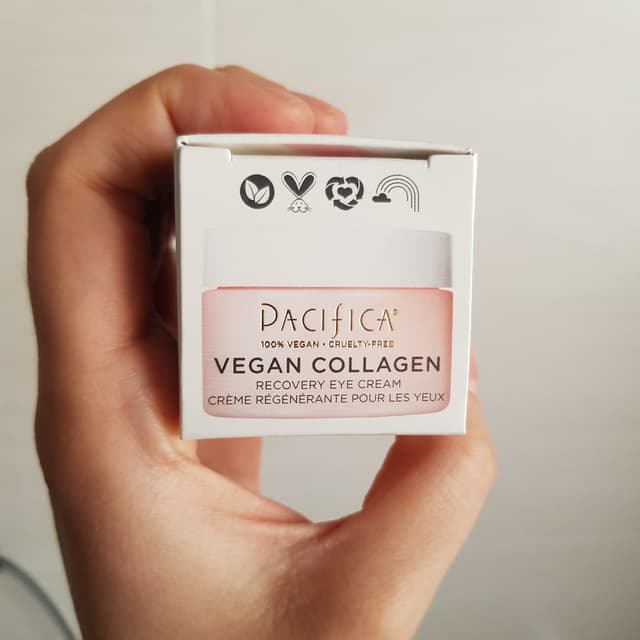 PACIFICA®
100% VEGAN • CRUELTY-FREE
VEGAN COLLAGEN
RECOVERY EYE CREAM
CRÈME RÉGÉNÉRANTE POUR LES YEUX